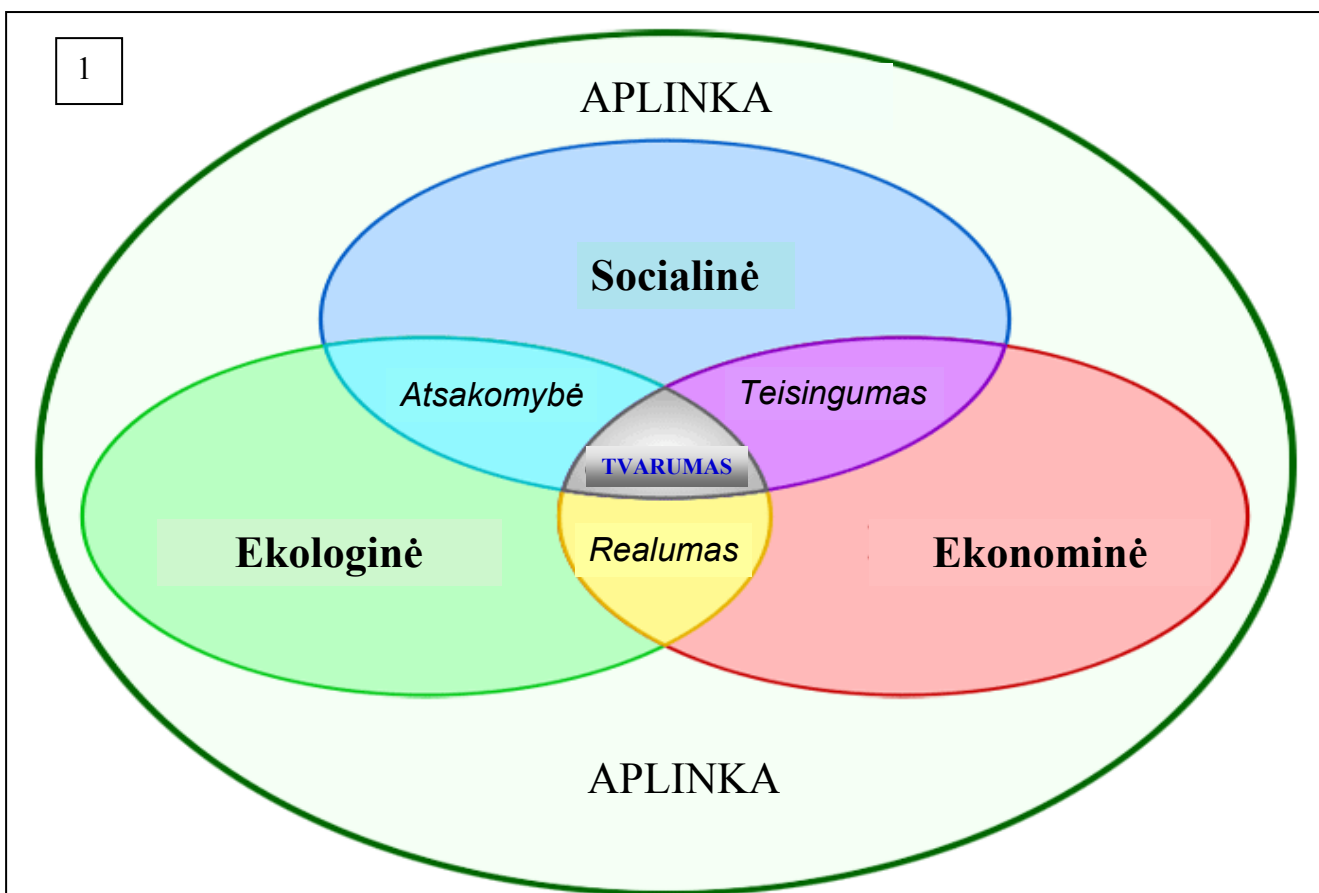 1
APLINKA
Socialinė
Atsakomybė
Teisingumas
TVARUMAS
Ekologinė
Realumas
Ekonominė
APLINKA